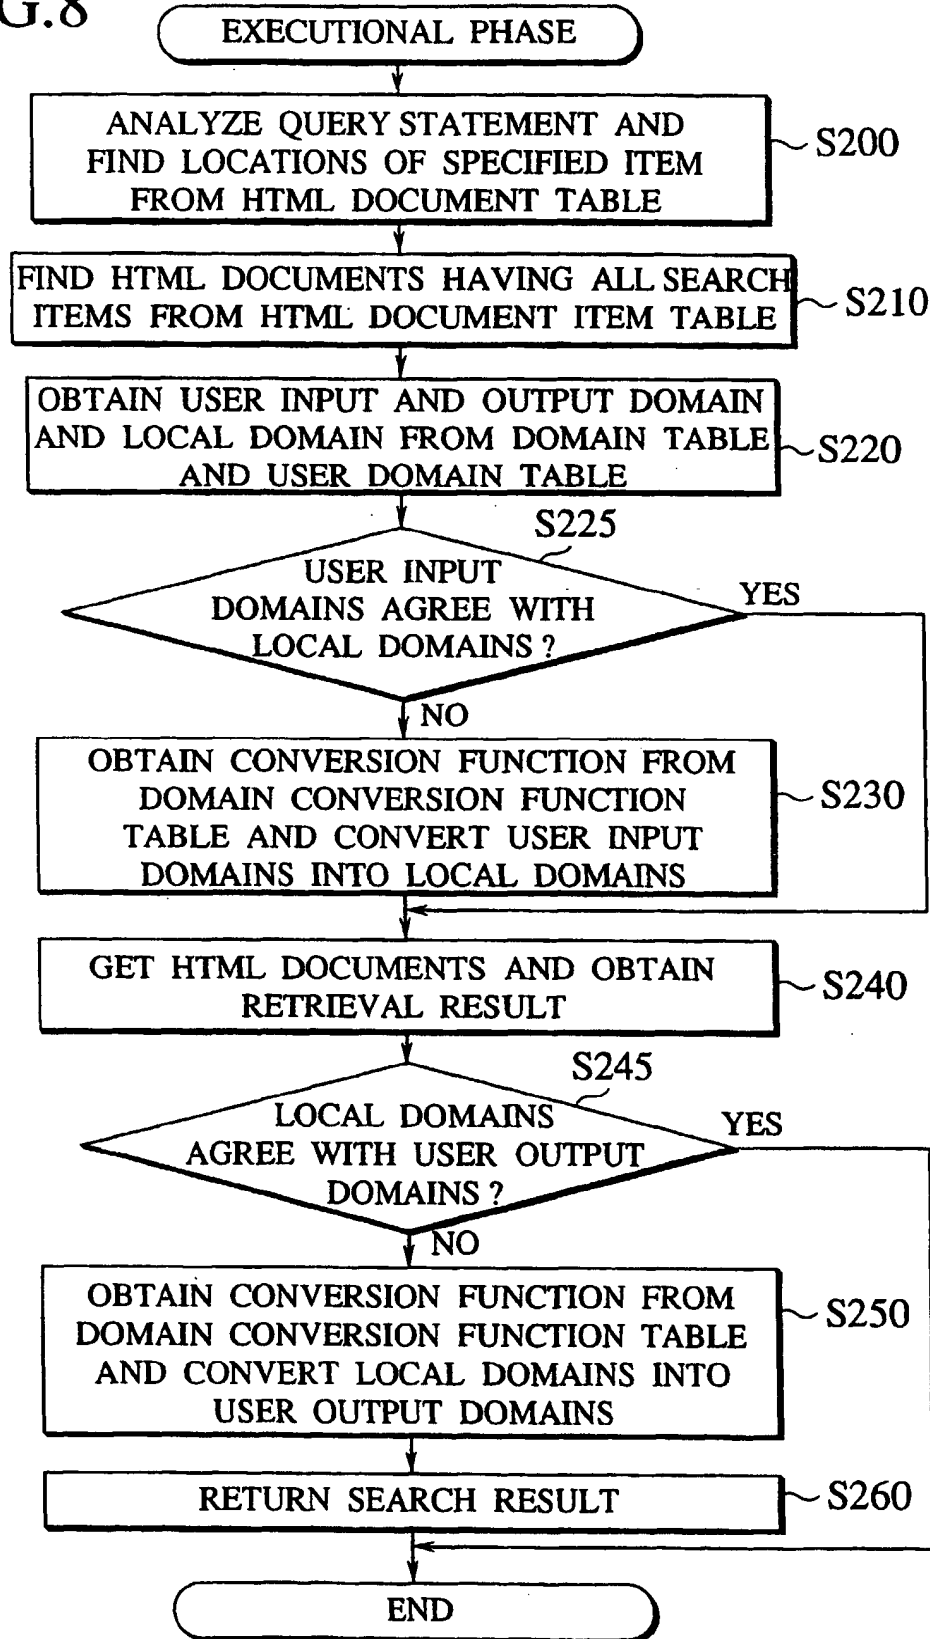 G.8
EXECUTIONAL PHASE
ANALYZE QUERY STATEMENT AND
FIND LOCATIONS OF SPECIFIED ITEM
FROM HTML DOCUMENT TABLE
S200
FIND HTML DOCUMENTS HAVING ALL SEARCH
ITEMS FROM HTML DOCUMENT ITEM TABLE
S210
OBTAIN USER INPUT AND OUTPUT DOMAIN
AND LOCAL DOMAIN FROM DOMAIN TABLE
AND USER DOMAIN TABLE
S220
S225
USER INPUT
DOMAINS AGREE WITH
LOCAL DOMAINS ?
YES
NO
OBTAIN CONVERSION FUNCTION FROM
DOMAIN CONVERSION FUNCTION
TABLE AND CONVERT USER INPUT
DOMAINS INTO LOCAL DOMAINS
S230
GET HTML DOCUMENTS AND OBTAIN
RETRIEVAL RESULT
S240
S245
LOCAL DOMAINS
AGREE WITH USER OUTPUT
DOMAINS ?
YES
NO
OBTAIN CONVERSION FUNCTION FROM
DOMAIN CONVERSION FUNCTION TABLE
AND CONVERT LOCAL DOMAINS INTO
USER OUTPUT DOMAINS
S250
RETURN SEARCH RESULT
S260
END